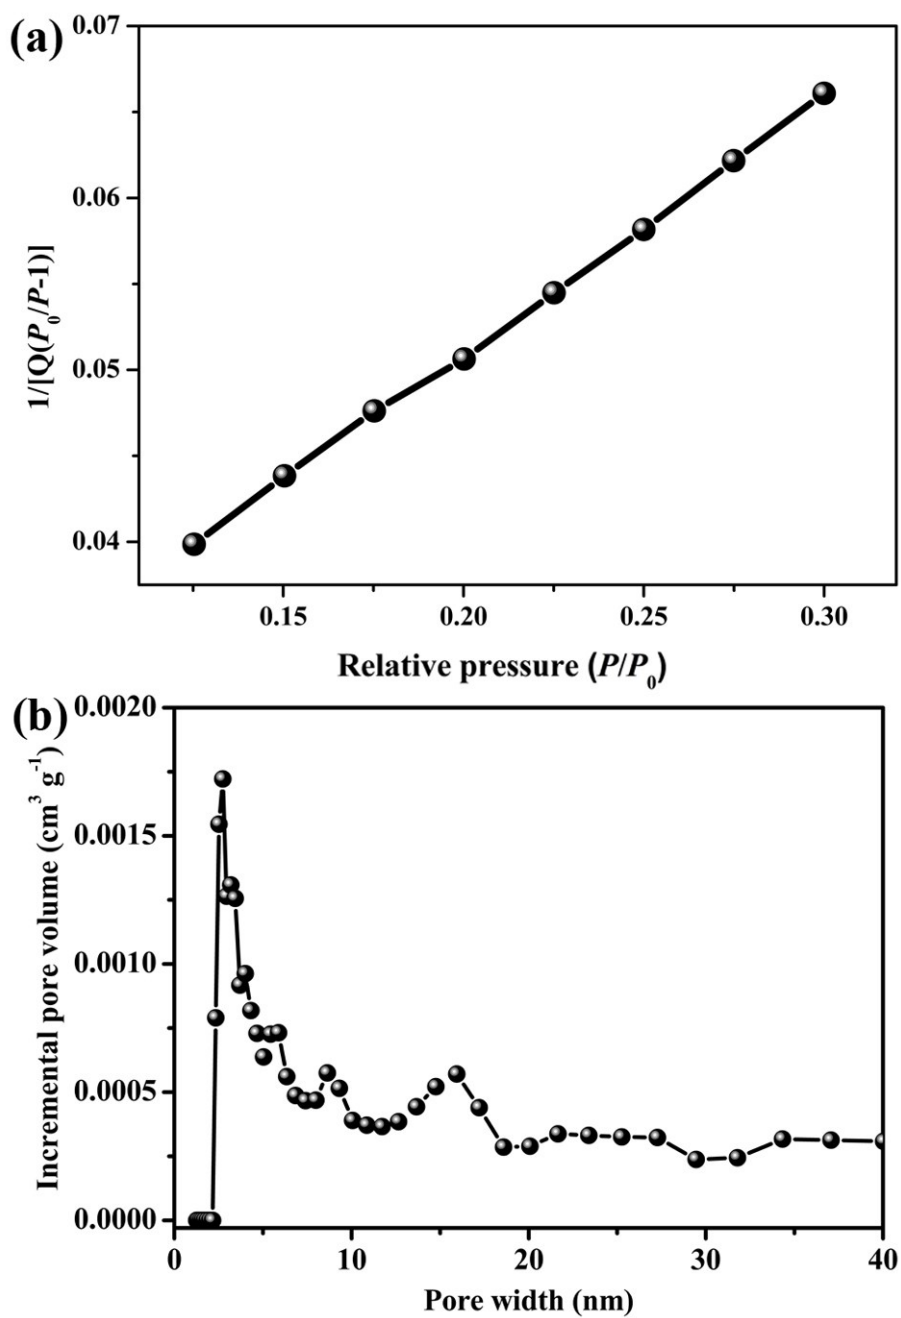 (a)
0.07
0.06
0.05
0.04
1/[Q(P₀/P-1)]
0.15 0.20 0.25 0.30
Relative pressure (P/P₀)
(b)
0.0020
0.0015
0.0010
0.0005
0.0000
Incremental pore volume (cm³ g⁻¹)
0 10 20 30 40
Pore width (nm)